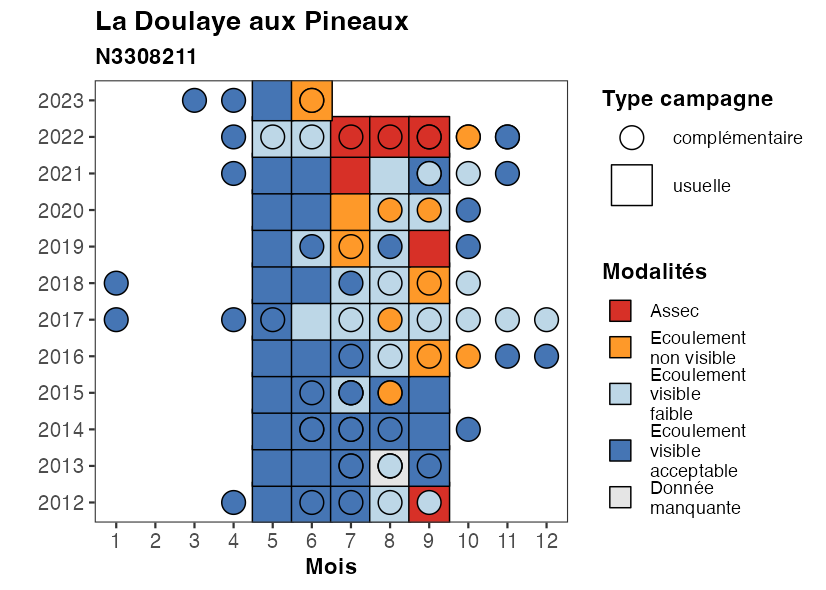 La Doulaye aux Pineaux
N3308211
2023
2022
2021
2020
2019
2018
2017
2016
2015
2014
2013
2012
1 2 3 4 5 6 7 8 9 10 11 12
Mois
Type campagne
complémentaire
usuelle
Modalités
Assec
Ecoulement
non visible
Ecoulement
visible
faible
Ecoulement
visible
acceptable
Donnée
manquante